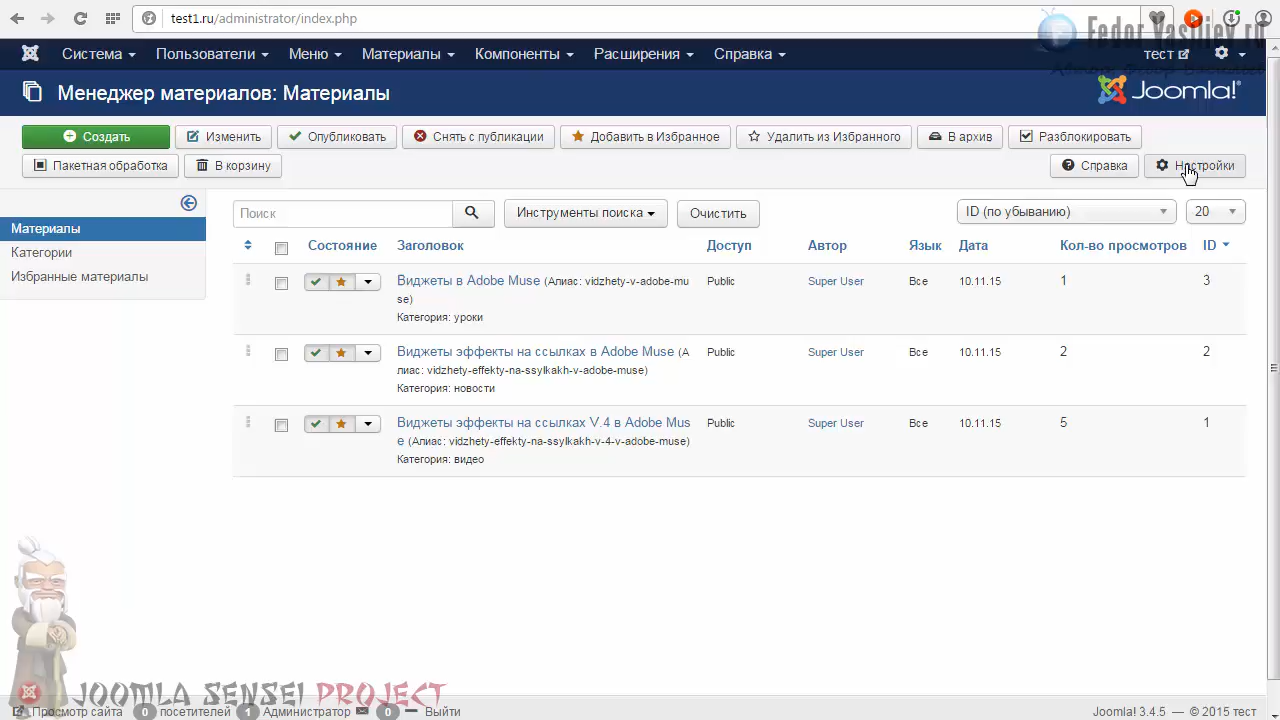 test1.ru/administrator/index.php
Fedor Vasiliev.ru
Система Пользователи Меню Материалы Компоненты Расширения Справка тест
Менеджер материалов: Материалы
Joomla!
Создать Изменить Опубликовать Снять с публикации Добавить в Избранное Удалить из Избранного В архив Разблокировать
Пакетная обработка В корзину Справка Настройки
Поиск Инструменты поиска Очистить ID (по убыванию) 20
Материалы
Категории
Избранные материалы
Состояние Заголовок Доступ Автор Язык Дата Кол-во просмотров ID
Виджеты в Adobe Muse (Алиас: vidzhety-v-adobe-mu Public Super User Все 10.11.15 1 3
se)
Категория: уроки
Виджеты эффекты на ссылках в Adobe Muse (А Public Super User Все 10.11.15 2 2
лиас: vidzhety-effekty-na-ssylkakh-v-adobe-muse)
Категория: новости
Виджеты эффекты на ссылках V.4 в Adobe Mus Public Super User Все 10.11.15 5 1
e (Алиас: vidzhety-effekty-na-ssylkakh-v-4-v-adobe-muse)
Категория: видео
JOOMLA SENSEI PROJECT
Просмотр сайта 0 посетителей 1 Администратор 0 Выйти Joomla! 3.4.5 — © 2015 тест